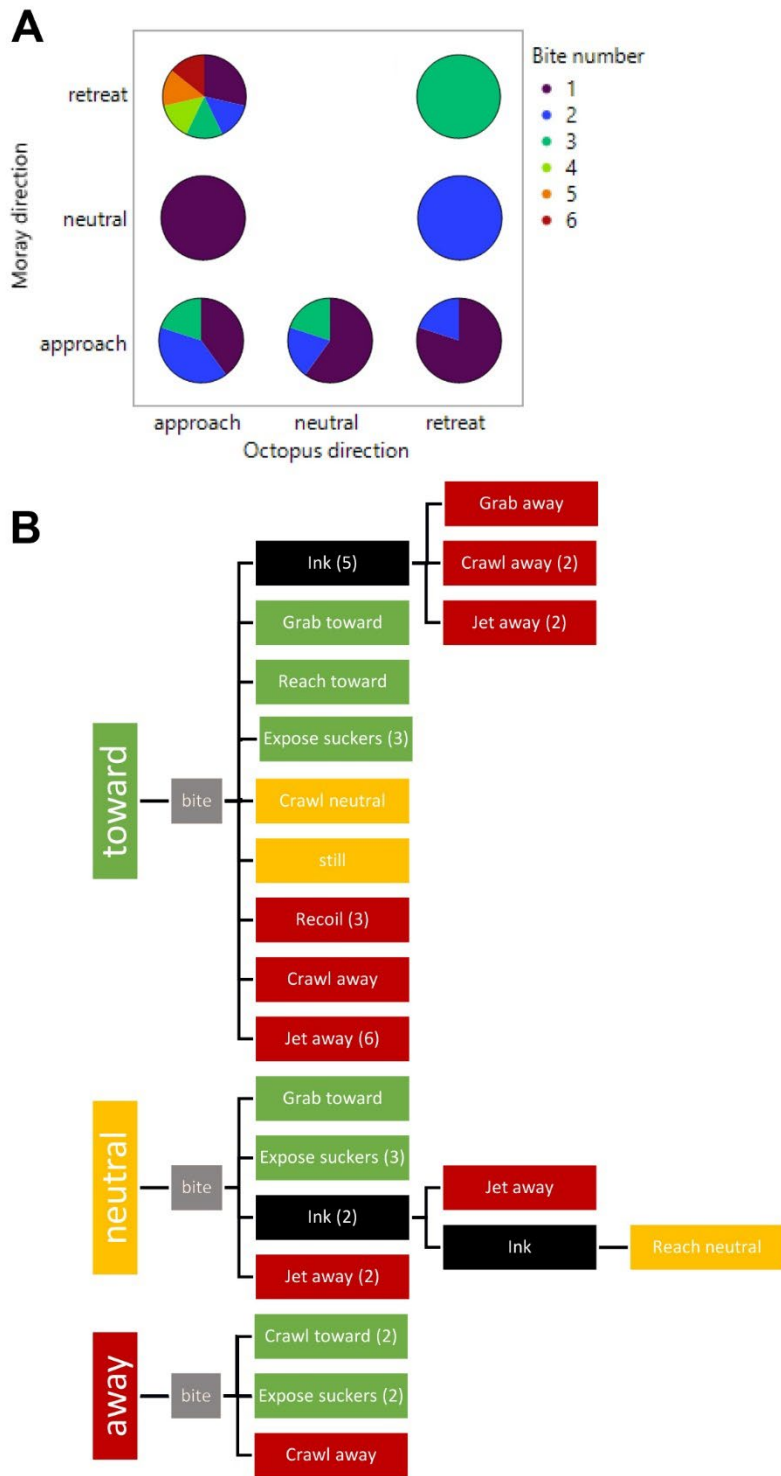 A
Moray direction
retreat
neutral
approach
approach neutral retreat
Octopus direction
Bite number
1
2
3
4
5
6
B
toward
bite
Ink (5)
Grab away
Crawl away (2)
Jet away (2)
Grab toward
Reach toward
Expose suckers (3)
Crawl neutral
still
Recoil (3)
Crawl away
Jet away (6)
neutral
bite
Grab toward
Expose suckers (3)
Ink (2)
Jet away
Ink
Reach neutral
Jet away (2)
away
bite
Crawl toward (2)
Expose suckers (2)
Crawl away